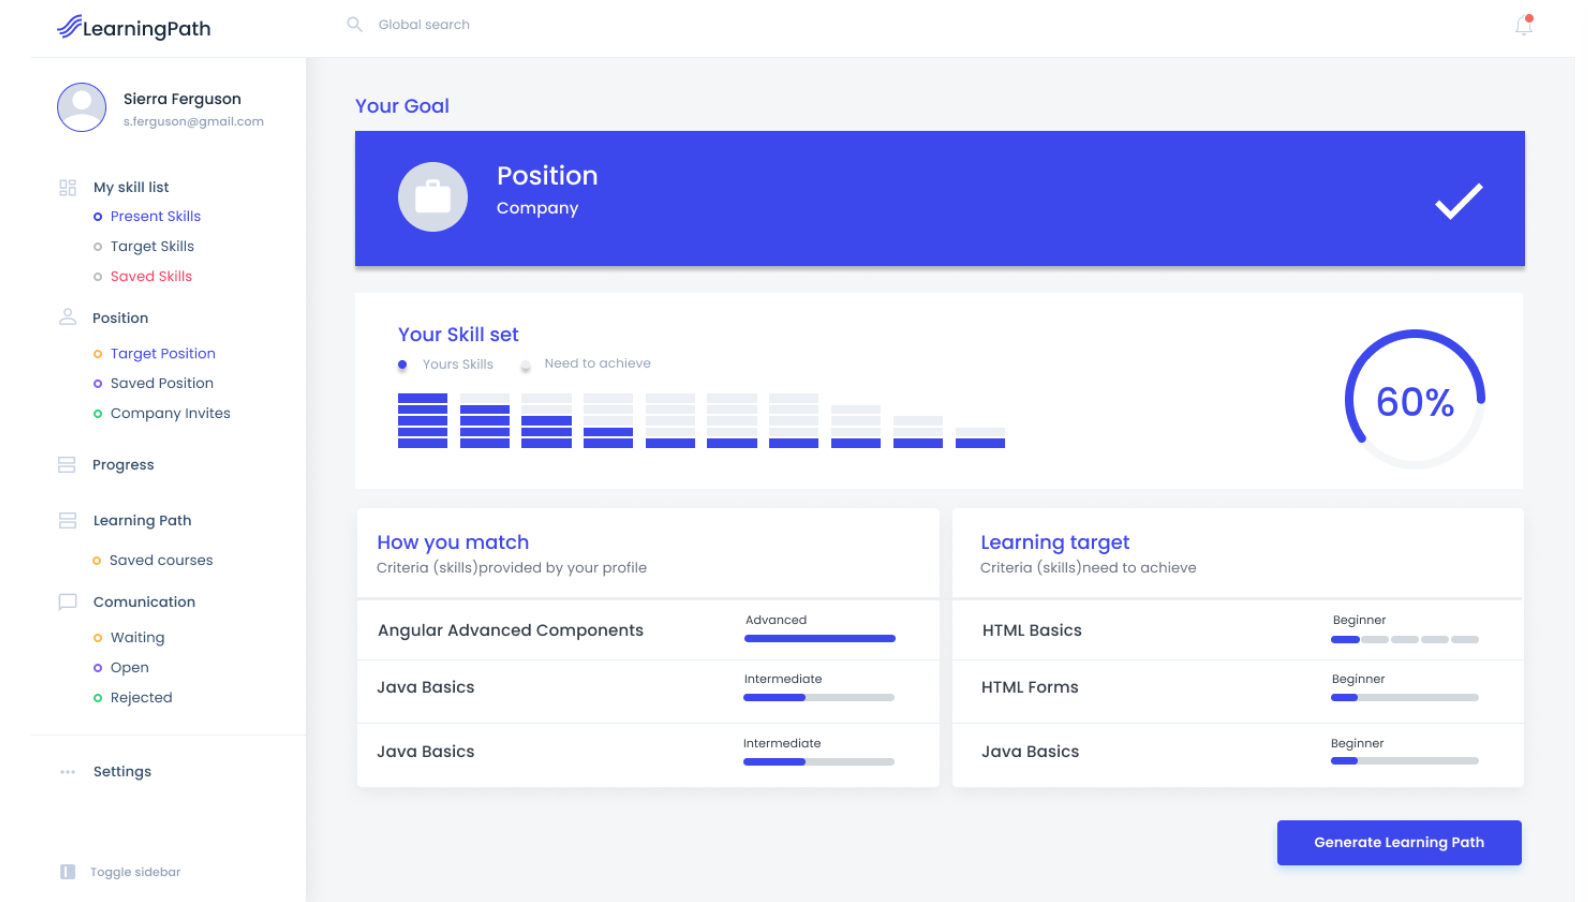 LearningPath
Global search
Sierra Ferguson
s.ferguson@gmail.com
My skill list
Present Skills
Target Skills
Saved Skills
Position
Target Position
Saved Position
Company Invites
Progress
Learning Path
Saved courses
Comunication
Waiting
Open
Rejected
Settings
Toggle sidebar
Your Goal
Position
Company
Your Skill set
Yours Skills
Need to achieve
60%
How you match
Criteria (skills)provided by your profile
Angular Advanced Components
Advanced
Java Basics
Intermediate
Java Basics
Intermediate
Learning target
Criteria (skills)need to achieve
HTML Basics
Beginner
HTML Forms
Beginner
Java Basics
Beginner
Generate Learning Path